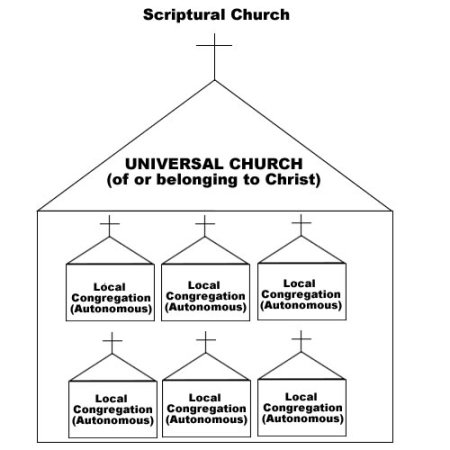 Scriptural Church
UNIVERSAL CHURCH
(of or belonging to Christ)
Local
Congregation
(Autonomous)
Local
Congregation
(Autonomous)
Local
Congregation
(Autonomous)
Local
Congregation
(Autonomous)
Local
Congregation
(Autonomous)
Local
Congregation
(Autonomous)